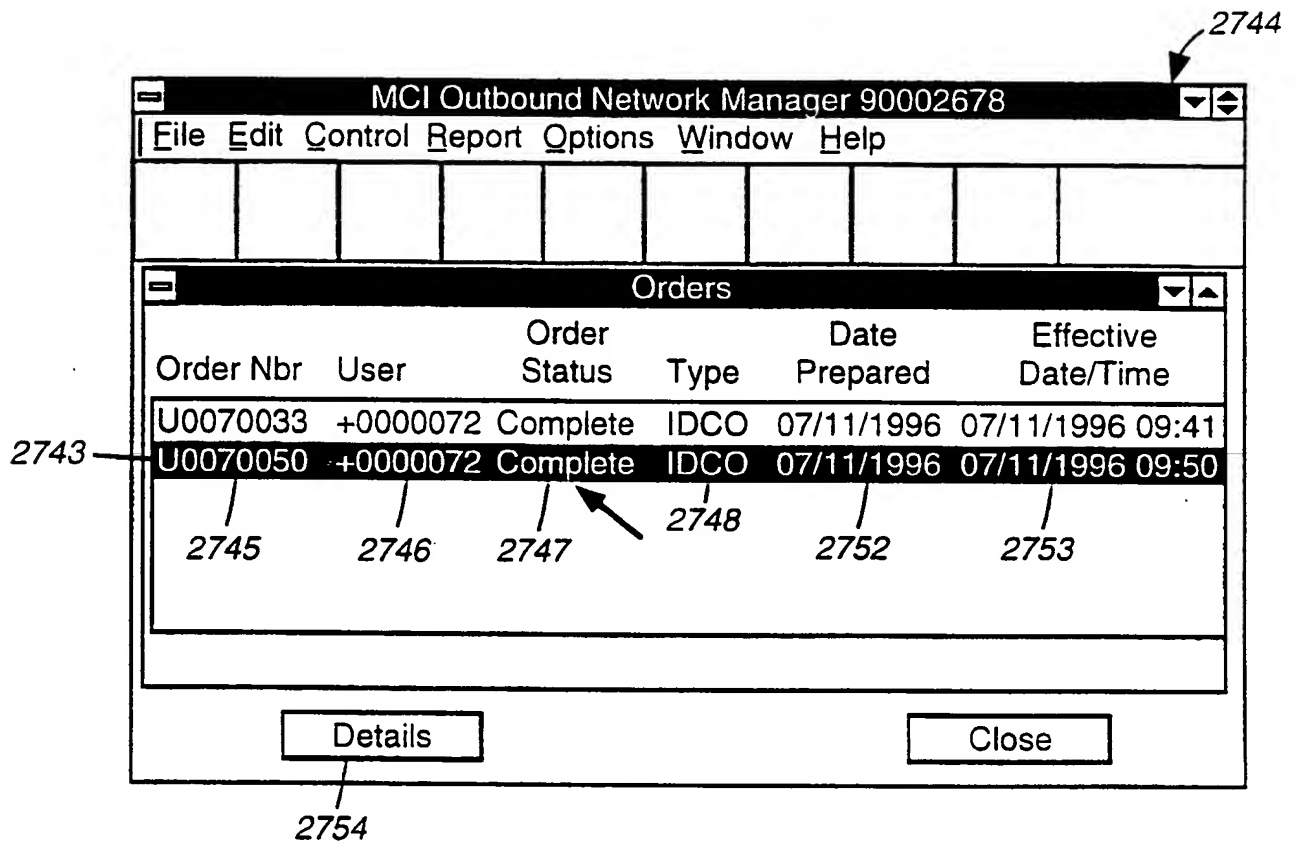 2744
MCI Outbound Network Manager 90002678
File Edit Control Report Options Window Help
Orders
Order Nbr User Order Status Type Date Prepared Effective Date/Time
U0070033 +0000072 Complete IDCO 07/11/1996 07/11/1996 09:41
2743 U0070050 +0000072 Complete IDCO 07/11/1996 07/11/1996 09:50
2745 2746 2747 2748 2752 2753
Details Close
2754